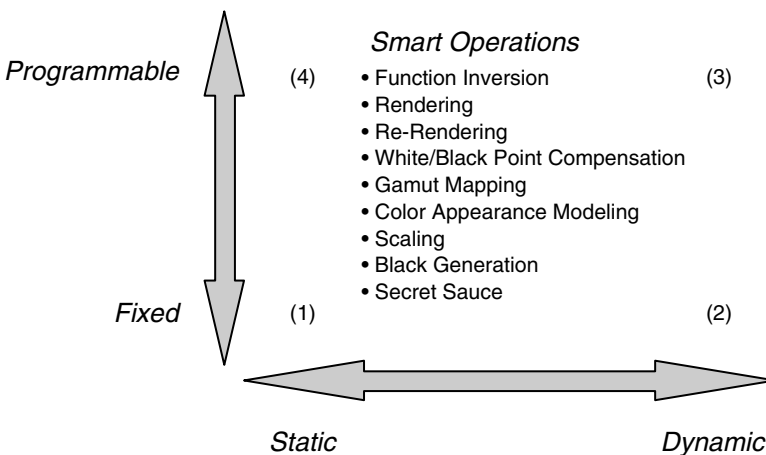 Smart Operations
Programmable (4) • Function Inversion (3)
• Rendering
• Re-Rendering
• White/Black Point Compensation
• Gamut Mapping
• Color Appearance Modeling
• Scaling
• Black Generation
• Secret Sauce
Fixed (1) (2)
Static Dynamic